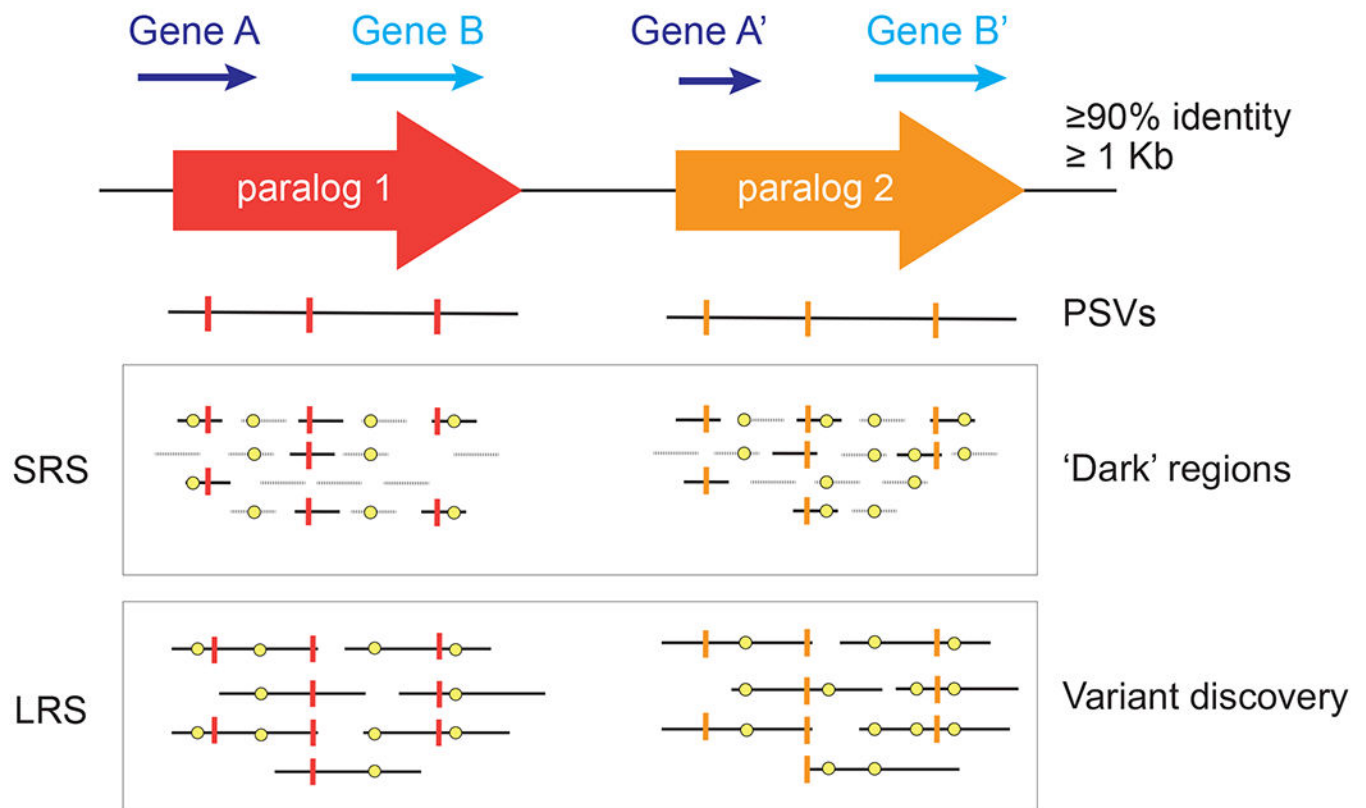 Gene A
Gene B
Gene A’
Gene B’
≥90% identity
≥ 1 Kb
paralog 1
paralog 2
PSVs
SRS
‘Dark’ regions
LRS
Variant discovery